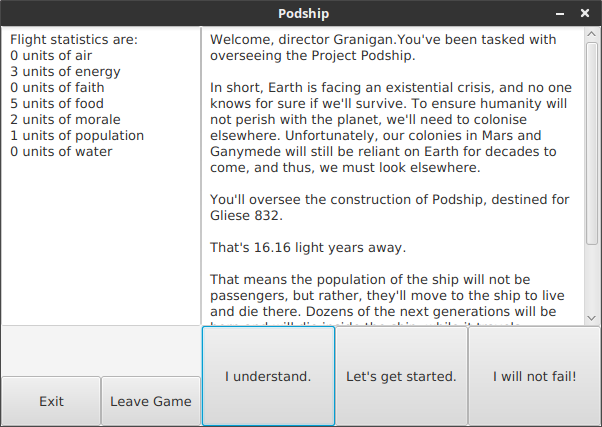 Podship
Flight statistics are:
0 units of air
3 units of energy
0 units of faith
5 units of food
2 units of morale
1 units of population
0 units of water
Welcome, director Granigan.You've been tasked with
overseeing the Project Podship.
In short, Earth is facing an existential crisis, and no one
knows for sure if we'll survive. To ensure humanity will
not perish with the planet, we'll need to colonise
elsewhere. Unfortunately, our colonies in Mars and
Ganymede will still be reliant on Earth for decades to
come, and thus, we must look elsewhere.
You'll oversee the construction of Podship, destined for
Gliese 832.
That's 16.16 light years away.
That means the population of the ship will not be
passengers, but rather, they'll move to the ship to live
and die there. Dozens of the next generations will be
Exit
Leave Game
I understand.
Let's get started.
I will not fail!